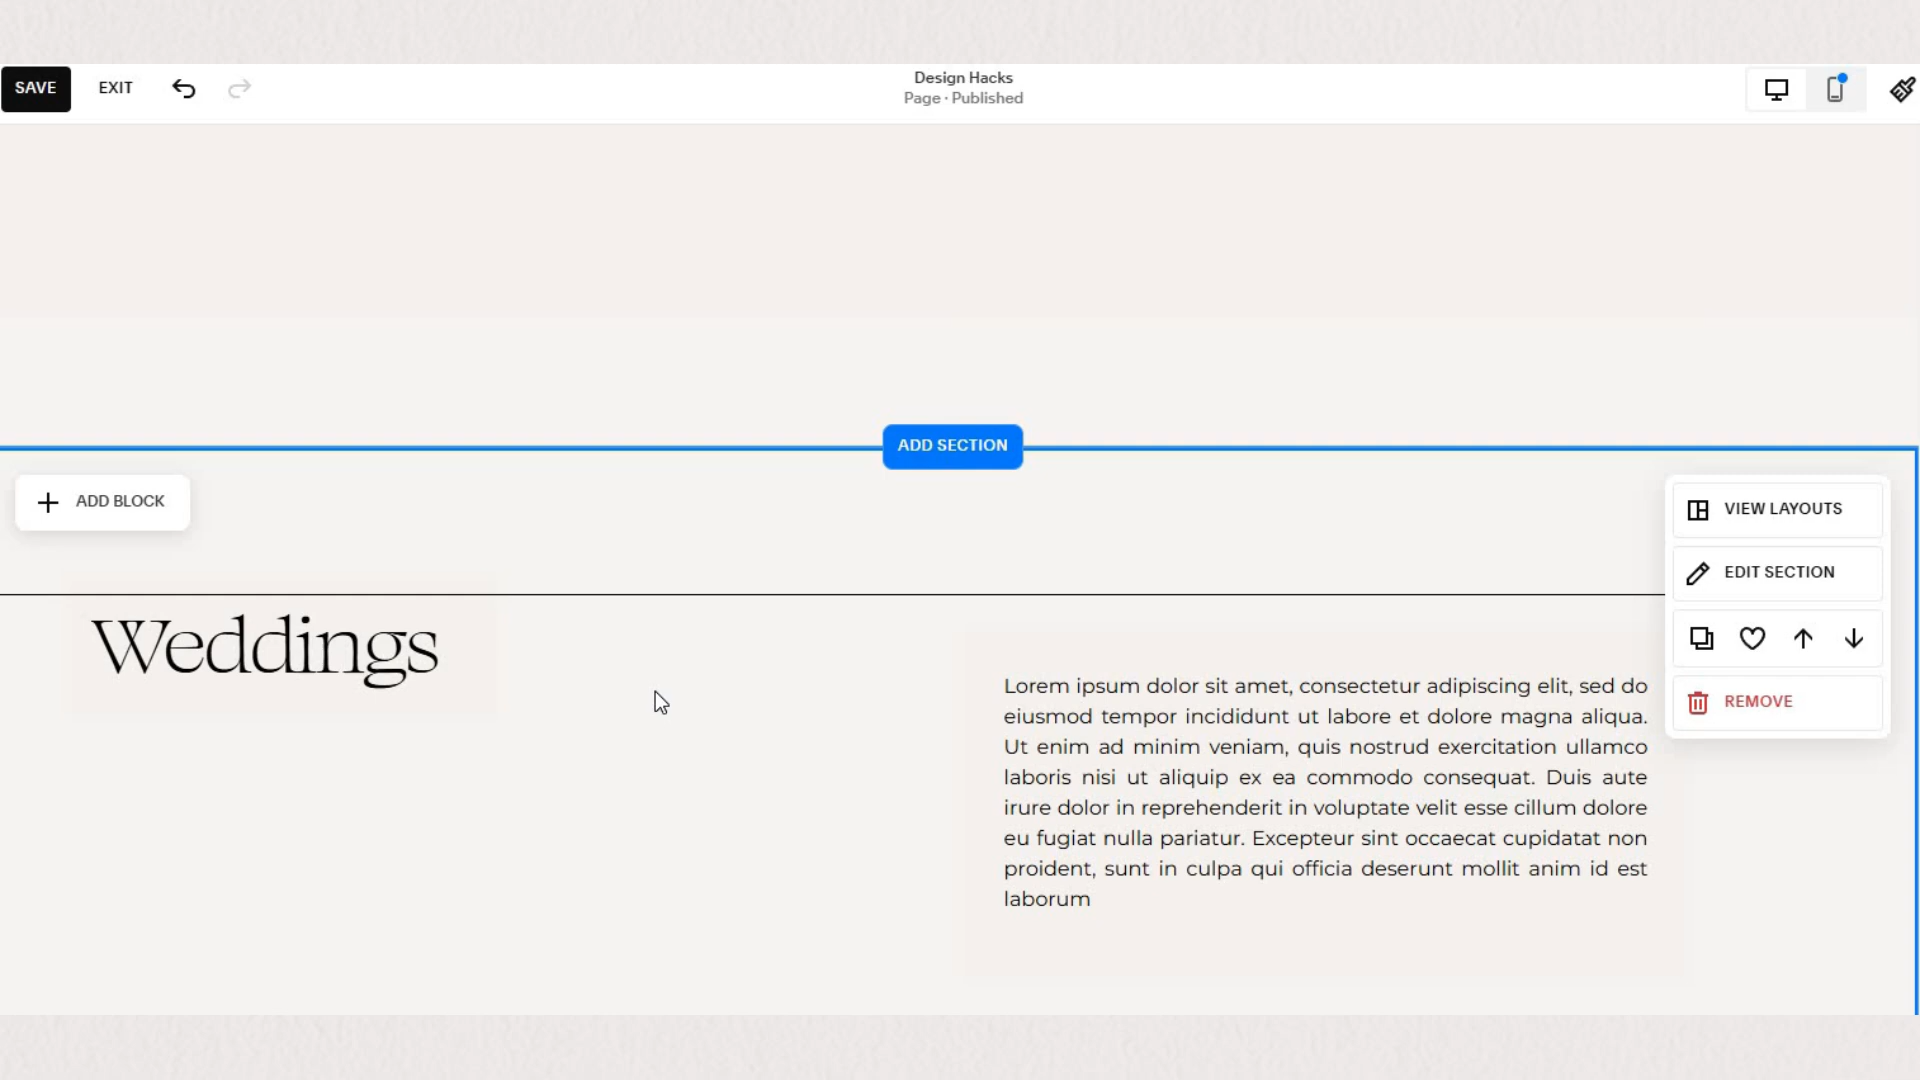 SAVE
EXIT
Design Hacks
Page · Published
ADD SECTION
ADD BLOCK
VIEW LAYOUTS
EDIT SECTION
REMOVE
Weddings
Lorem ipsum dolor sit amet, consectetur adipiscing elit, sed do
eiusmod tempor incididunt ut labore et dolore magna aliqua.
Ut enim ad minim veniam, quis nostrud exercitation ullamco
laboris nisi ut aliquip ex ea commodo consequat. Duis aute
irure dolor in reprehenderit in voluptate velit esse cillum dolore
eu fugiat nulla pariatur. Excepteur sint occaecat cupidatat non
proident, sunt in culpa qui officia deserunt mollit anim id est
laborum